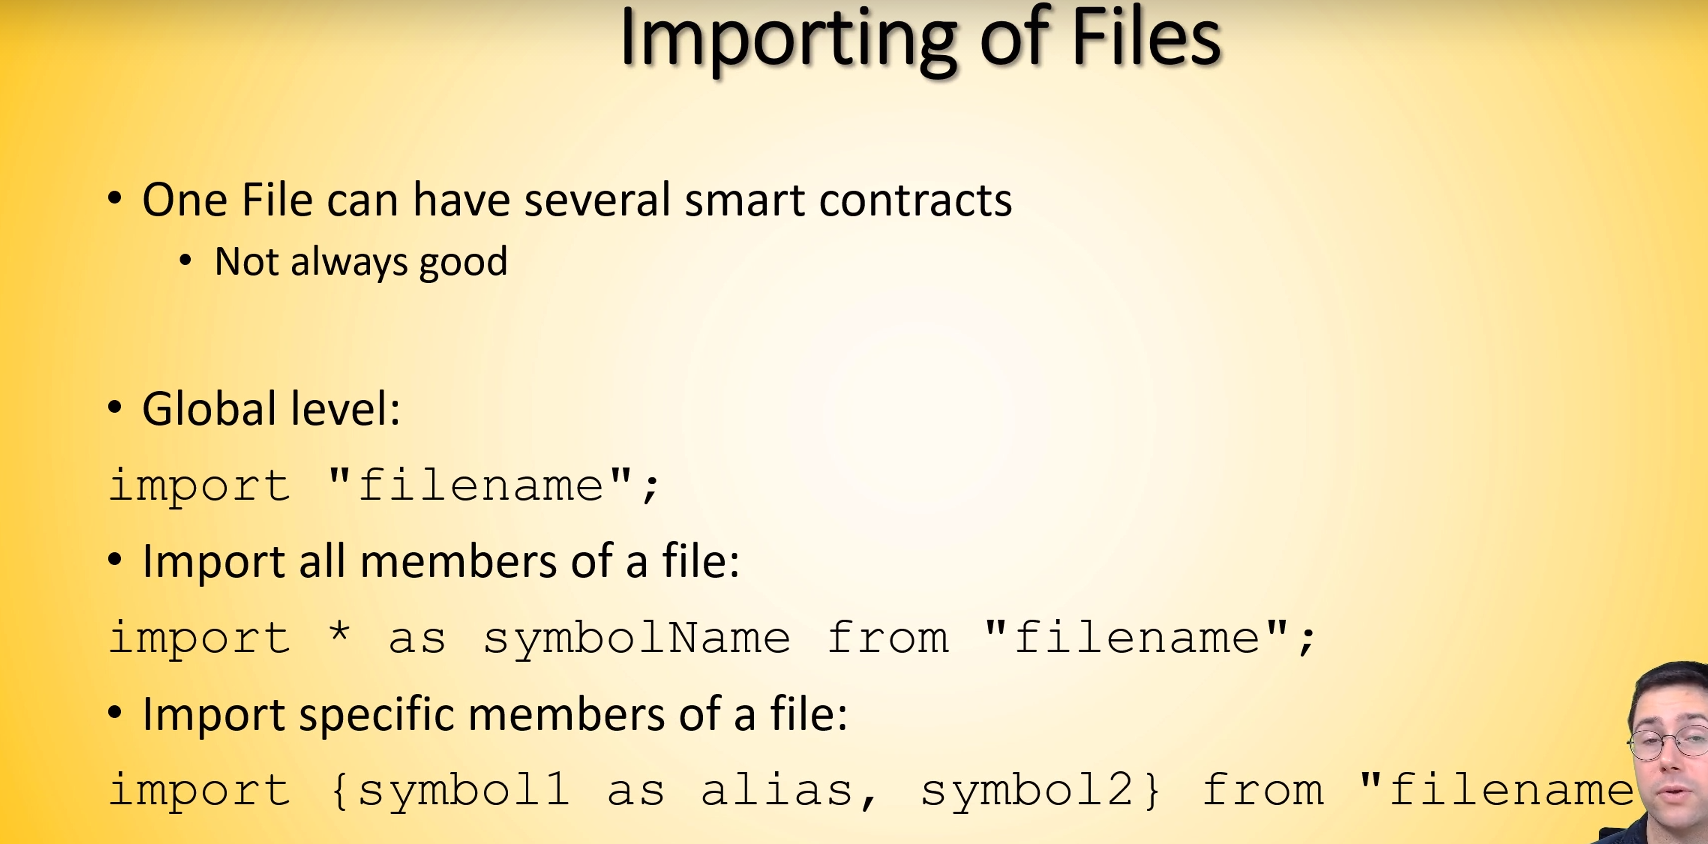 Importing of Files
• One File can have several smart contracts
• Not always good
• Global level:
import "filename";
• Import all members of a file:
import * as symbolName from "filename";
• Import specific members of a file:
import {symbol1 as alias, symbol2} from "filename